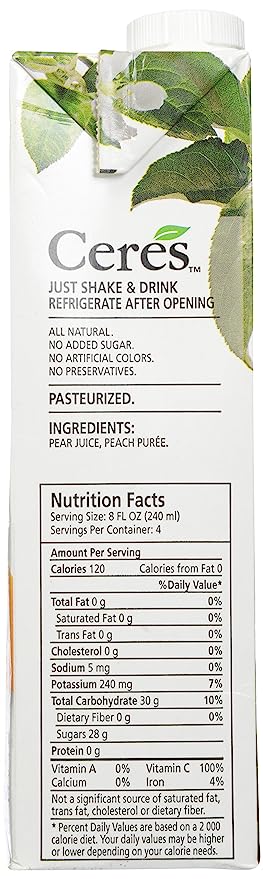 Ceres™
JUST SHAKE & DRINK
REFRIGERATE AFTER OPENING
ALL NATURAL.
NO ADDED SUGAR.
NO ARTIFICIAL COLORS.
NO PRESERVATIVES.
PASTEURIZED.
INGREDIENTS:
PEAR JUICE, PEACH PURÉE.
Nutrition Facts
Serving Size: 8 FL OZ (240 ml)
Servings Per Container: 4
Amount Per Serving
Calories 120 Calories from Fat 0
%Daily Value*
Total Fat 0 g 0%
Saturated Fat 0 g 0%
Trans Fat 0 g 0%
Cholesterol 0 g 0%
Sodium 5 mg 0%
Potassium 240 mg 7%
Total Carbohydrate 30 g 10%
Dietary Fiber 0 g 0%
Sugars 28 g
Protein 0 g
Vitamin A 0% Vitamin C 100%
Calcium 0% Iron 4%
Not a significant source of saturated fat,
trans fat, cholesterol or dietary fiber.
* Percent Daily Values are based on a 2 000
calorie diet. Your daily values may be higher
or lower depending on your calorie needs.